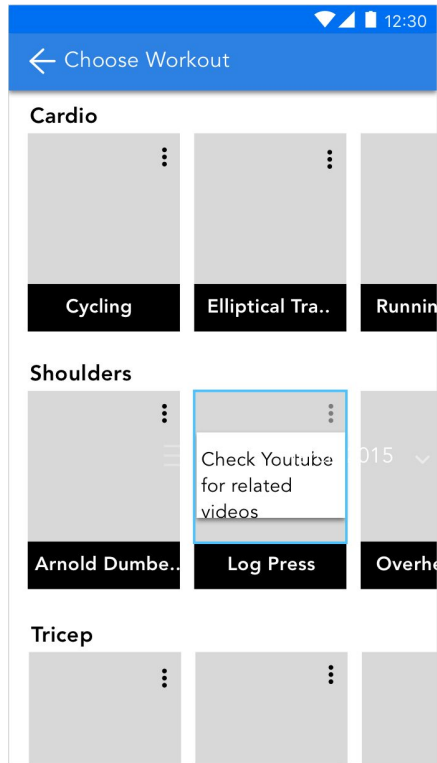 12:30
Choose Workout
Cardio
Cycling
Elliptical Tra..
Runnin
Shoulders
Check Youtube
for related
videos
015
Arnold Dumbe..
Log Press
Overhe
Tricep